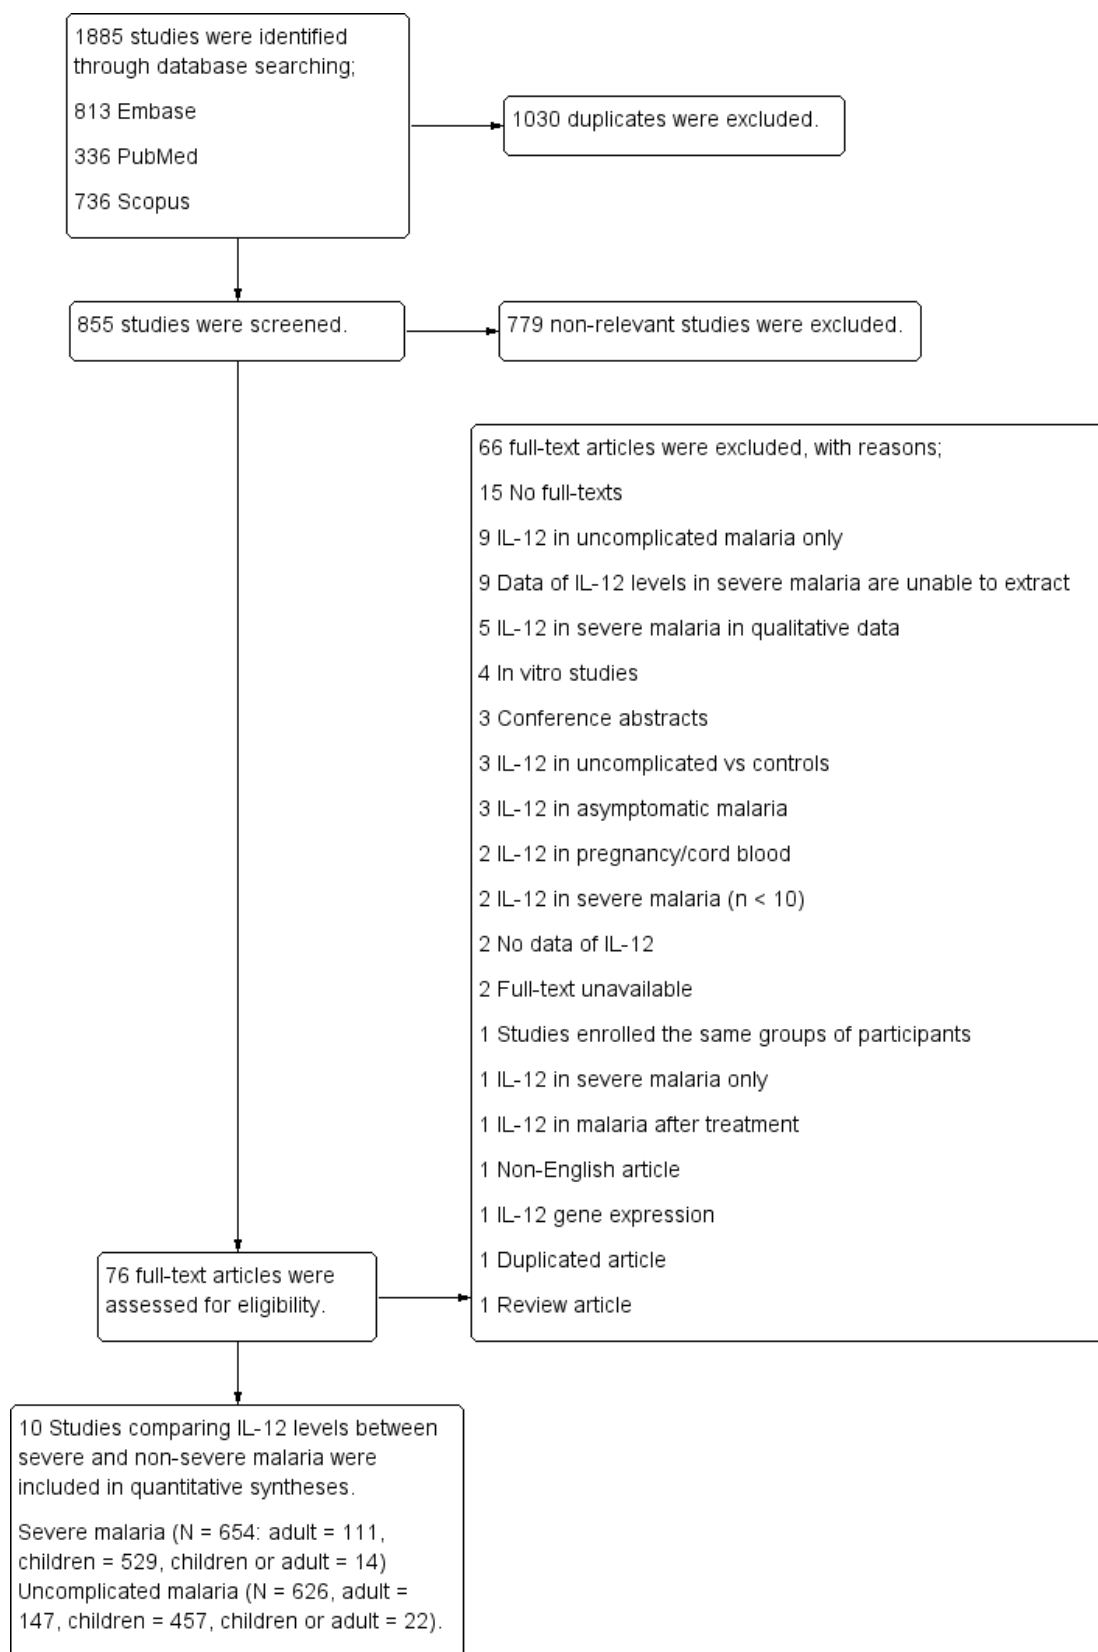 1885 studies were identified
through database searching;
813 Embase
336 PubMed
736 Scopus
1030 duplicates were excluded.
855 studies were screened.
779 non-relevant studies were excluded.
66 full-text articles were excluded, with reasons;
15 No full-texts
9 IL-12 in uncomplicated malaria only
9 Data of IL-12 levels in severe malaria are unable to extract
5 IL-12 in severe malaria in qualitative data
4 In vitro studies
3 Conference abstracts
3 IL-12 in uncomplicated vs controls
3 IL-12 in asymptomatic malaria
2 IL-12 in pregnancy/cord blood
2 IL-12 in severe malaria (n < 10)
2 No data of IL-12
2 Full-text unavailable
1 Studies enrolled the same groups of participants
1 IL-12 in severe malaria only
1 IL-12 in malaria after treatment
1 Non-English article
1 IL-12 gene expression
1 Duplicated article
1 Review article
76 full-text articles were
assessed for eligibility.
10 Studies comparing IL-12 levels between
severe and non-severe malaria were
included in quantitative syntheses.
Severe malaria (N = 654: adult = 111,
children = 529, children or adult = 14)
Uncomplicated malaria (N = 626, adult =
147, children = 457, children or adult = 22).